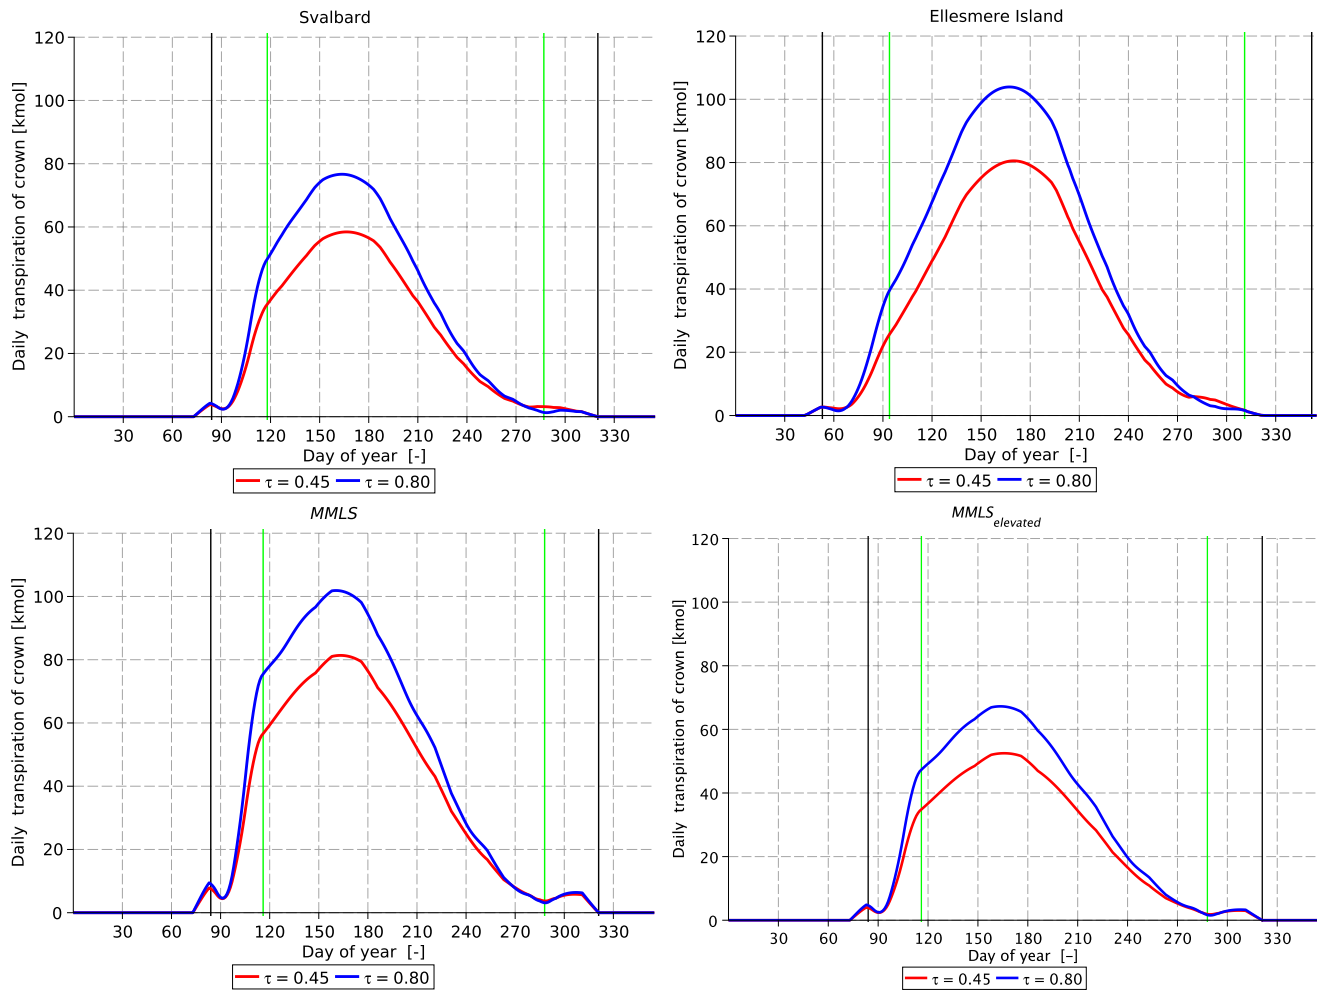 Svalbard
Daily transpiration of crown [kmol]
120
100
80
60
40
20
0
30 60 90 120 150 180 210 240 270 300 330
Day of year [-]
τ = 0.45 τ = 0.80
Ellesmere Island
Daily transpiration of crown [kmol]
120
100
80
60
40
20
0
30 60 90 120 150 180 210 240 270 300 330
Day of year [-]
τ = 0.45 τ = 0.80
MMLS
Daily transpiration of crown [kmol]
120
100
80
60
40
20
0
30 60 90 120 150 180 210 240 270 300 330
Day of year [-]
τ = 0.45 τ = 0.80
MMLS elevated
Daily transpiration of crown [kmol]
120
100
80
60
40
20
0
30 60 90 120 150 180 210 240 270 300 330
Day of year [–]
τ = 0.45 τ = 0.80